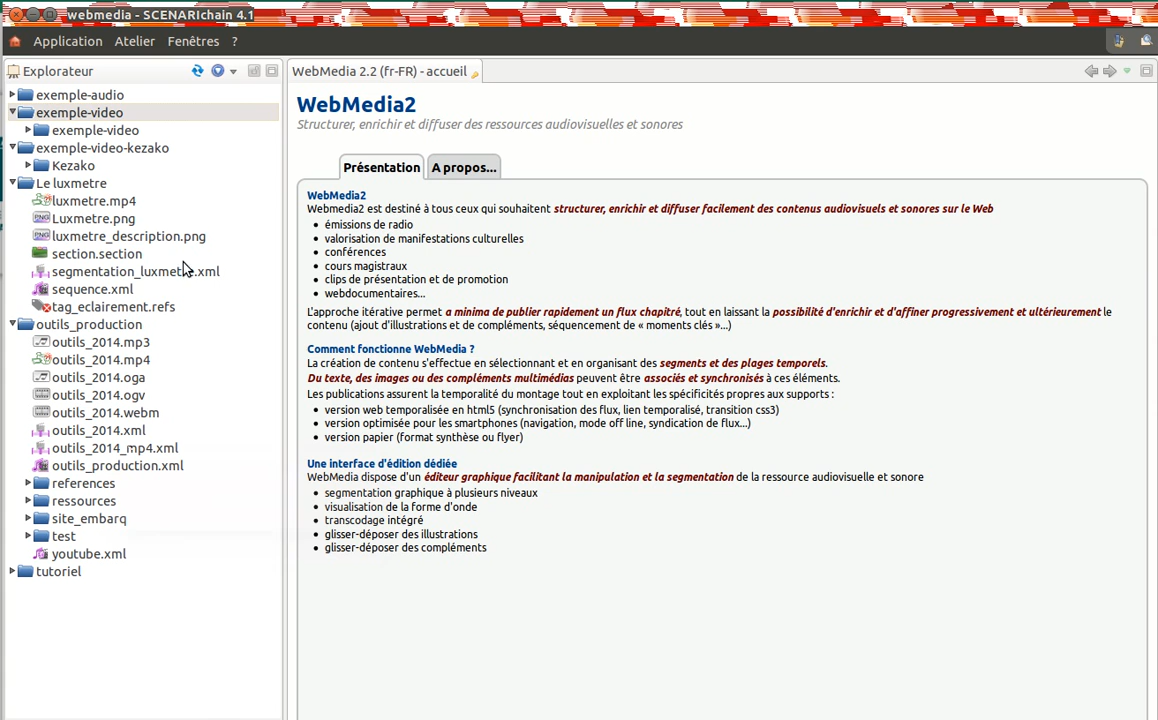 webmedia - SCENARIchain 4.1
Application Atelier Fenêtres ?
Explorateur
exemple-audio
exemple-video
exemple-video
exemple-video-kezako
Kezako
Le luxmetre
luxmetre.mp4
Luxmetre.png
luxmetre_description.png
section.section
segmentation_luxmetre.xml
sequence.xml
tag_eclairement.refs
outils_production
outils_2014.mp3
outils_2014.mp4
outils_2014.oga
outils_2014.ogv
outils_2014.webm
outils_2014.xml
outils_2014_mp4.xml
outils_production.xml
references
ressources
site_embarq
test
youtube.xml
tutoriel
WebMedia 2.2 (fr-FR) - accueil
WebMedia2
Structurer, enrichir et diffuser des ressources audiovisuelles et sonores
Présentation A propos...
WebMedia2
Webmedia2 est destiné à tous ceux qui souhaitent structurer, enrichir et diffuser facilement des contenus audiovisuels et sonores sur le Web
• émissions de radio
• valorisation de manifestations culturelles
• conférences
• cours magistraux
• clips de présentation et de promotion
• webdocumentaires...
L'approche itérative permet a minima de publier rapidement un flux chapitré, tout en laissant la possibilité d'enrichir et d'affiner progressivement et ultérieurement le
contenu (ajout d'illustrations et de compléments, séquencement de « moments clés »...)
Comment fonctionne WebMedia ?
La création de contenu s'effectue en sélectionnant et en organisant des segments et des plages temporels.
Du texte, des images ou des compléments multimédias peuvent être associés et synchronisés à ces éléments.
Les publications assurent la temporalité du montage tout en exploitant les spécificités propres aux supports :
• version web temporalisée en html5 (synchronisation des flux, lien temporalisé, transition css3)
• version optimisée pour les smartphones (navigation, mode off line, syndication de flux...)
• version papier (format synthèse ou flyer)
Une interface d'édition dédiée
WebMedia dispose d'un éditeur graphique facilitant la manipulation et la segmentation de la ressource audiovisuelle et sonore
• segmentation graphique à plusieurs niveaux
• visualisation de la forme d'onde
• transcodage intégré
• glisser-déposer des illustrations
• glisser-déposer des compléments